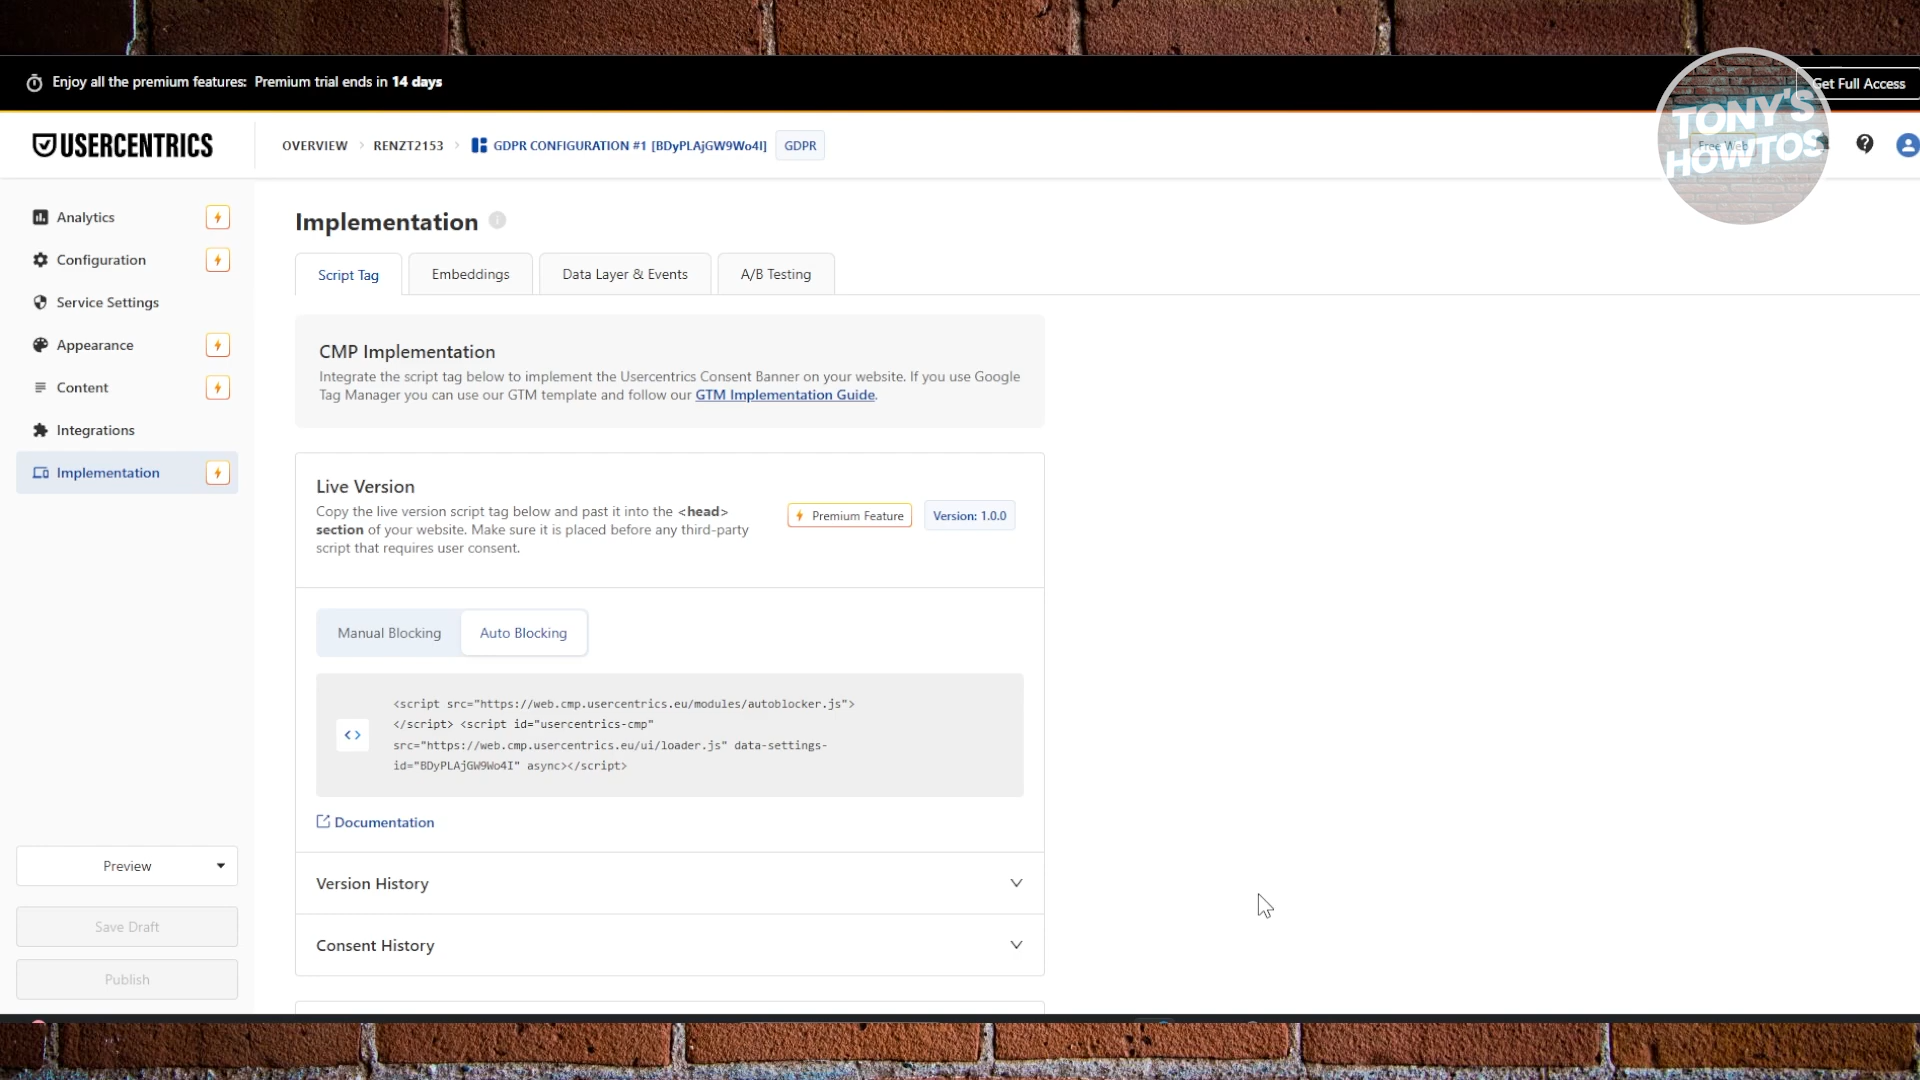 Enjoy all the premium features: Premium trial ends in 14 days
Get Full Access
TONY'S
HOWTOS
Free Web
USERCENTRICS
OVERVIEW > RENZT2153 > GDPR CONFIGURATION #1 [BDyPLAjGW9Wo4I] GDPR
Analytics
Configuration
Service Settings
Appearance
Content
Integrations
Implementation
Preview
Save Draft
Publish
Implementation
Script Tag
Embeddings
Data Layer & Events
A/B Testing
CMP Implementation
Integrate the script tag below to implement the Usercentrics Consent Banner on your website. If you use Google
Tag Manager you can use our GTM template and follow our GTM Implementation Guide.
Live Version
Copy the live version script tag below and past it into the <head>
section of your website. Make sure it is placed before any third-party
script that requires user consent.
Premium Feature
Version: 1.0.0
Manual Blocking
Auto Blocking
<script src="https://web.cmp.usercentrics.eu/modules/autoblocker.js">
</script> <script id="usercentrics-cmp"
src="https://web.cmp.usercentrics.eu/ui/loader.js" data-settings-
id="BDyPLAjGW9Wo4I" async></script>
<>
Documentation
Version History
Consent History